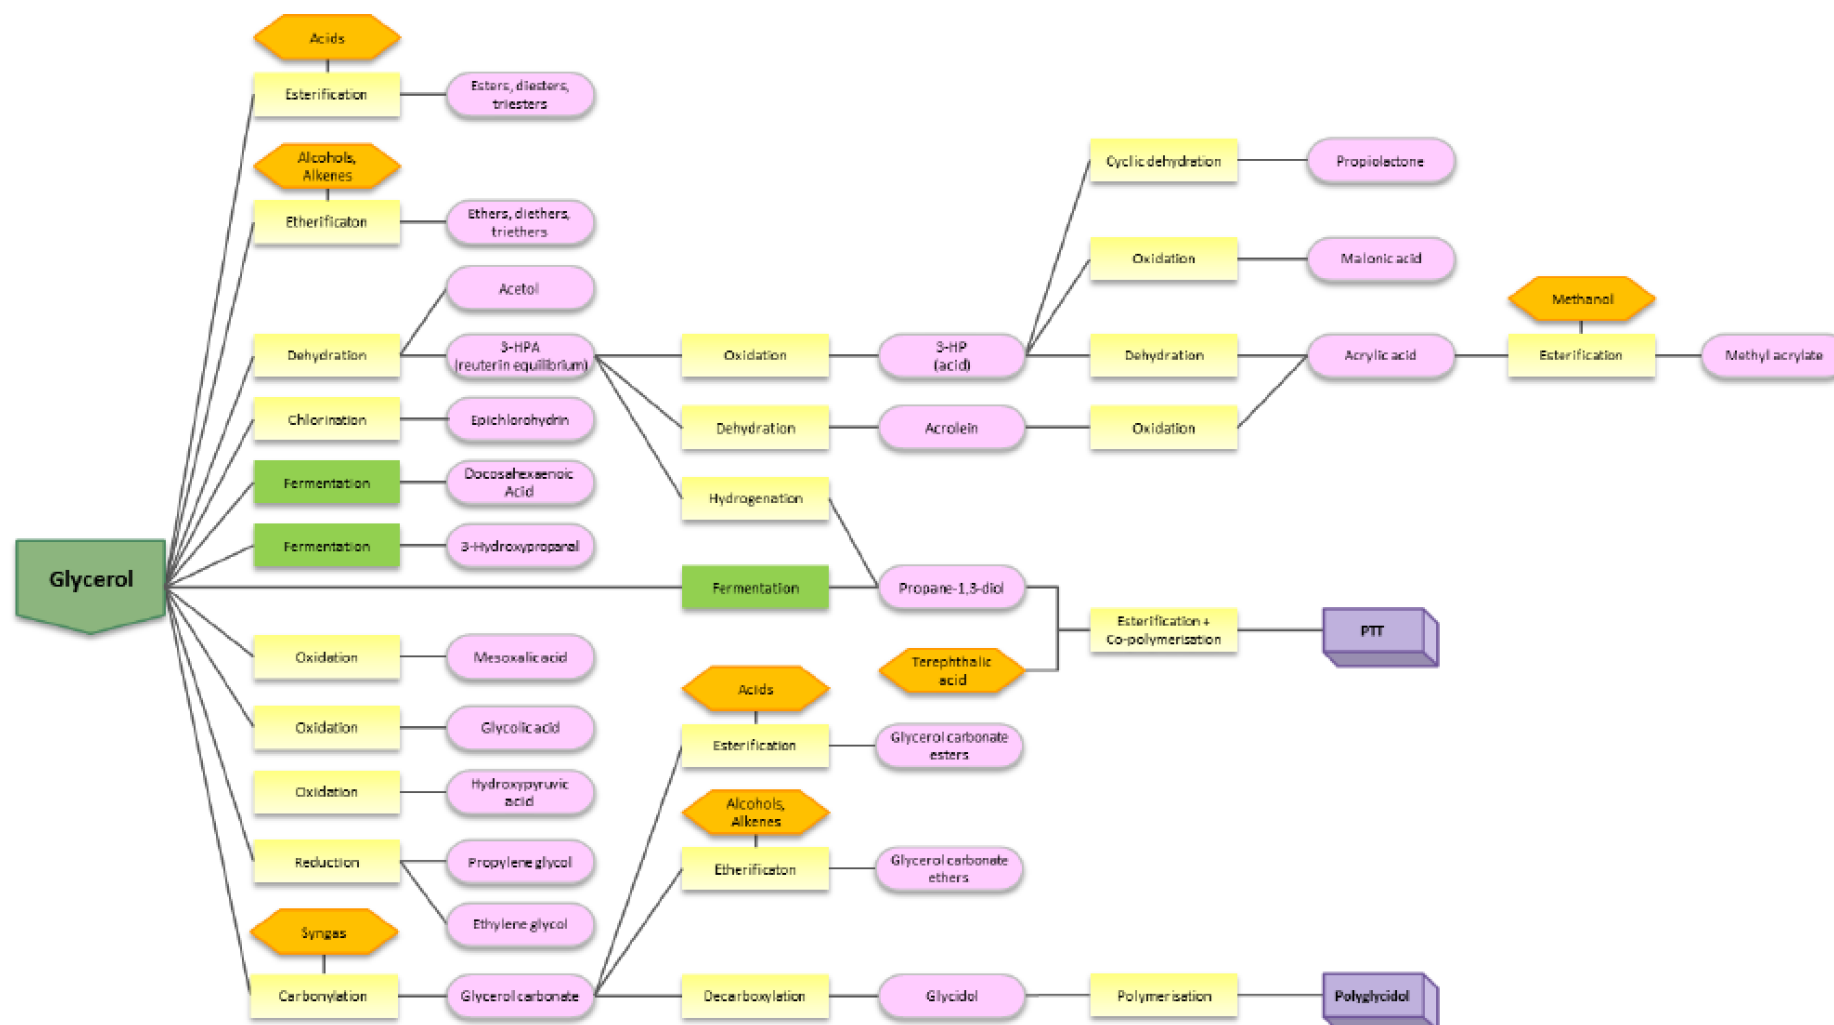 Acids
Esterification
Esters, diesters,
triesters
Alcohols,
Alkenes
Etherificaton
Ethers, diethers,
triethers
Cyclic dehydration
Propiolactone
Oxidation
Malonic acid
Acetol
Methanol
Dehydration
3-HPA
(reuterin equilibrium)
Oxidation
3-HP
(acid)
Dehydration
Acrylic acid
Esterification
Methyl acrylate
Chlorination
Epichlorohydrin
Dehydration
Acrolein
Oxidation
Fermentation
Docosahexaenoic
Acid
Hydrogenation
Fermentation
3-Hydroxypropanal
Glycerol
Fermentation
Propane-1,3-diol
Esterification +
Co-polymerisation
PTT
Oxidation
Mesoxalic acid
Terephthalic
acid
Acids
Oxidation
Glycolic acid
Esterification
Glycerol carbonate
esters
Oxidation
Hydroxypyruvic
acid
Alcohols,
Alkenes
Reduction
Propylene glycol
Etherificaton
Glycerol carbonate
ethers
Ethylene glycol
Syngas
Carbonylation
Glycerol carbonate
Decarboxylation
Glycidol
Polymerisation
Polyglycidol